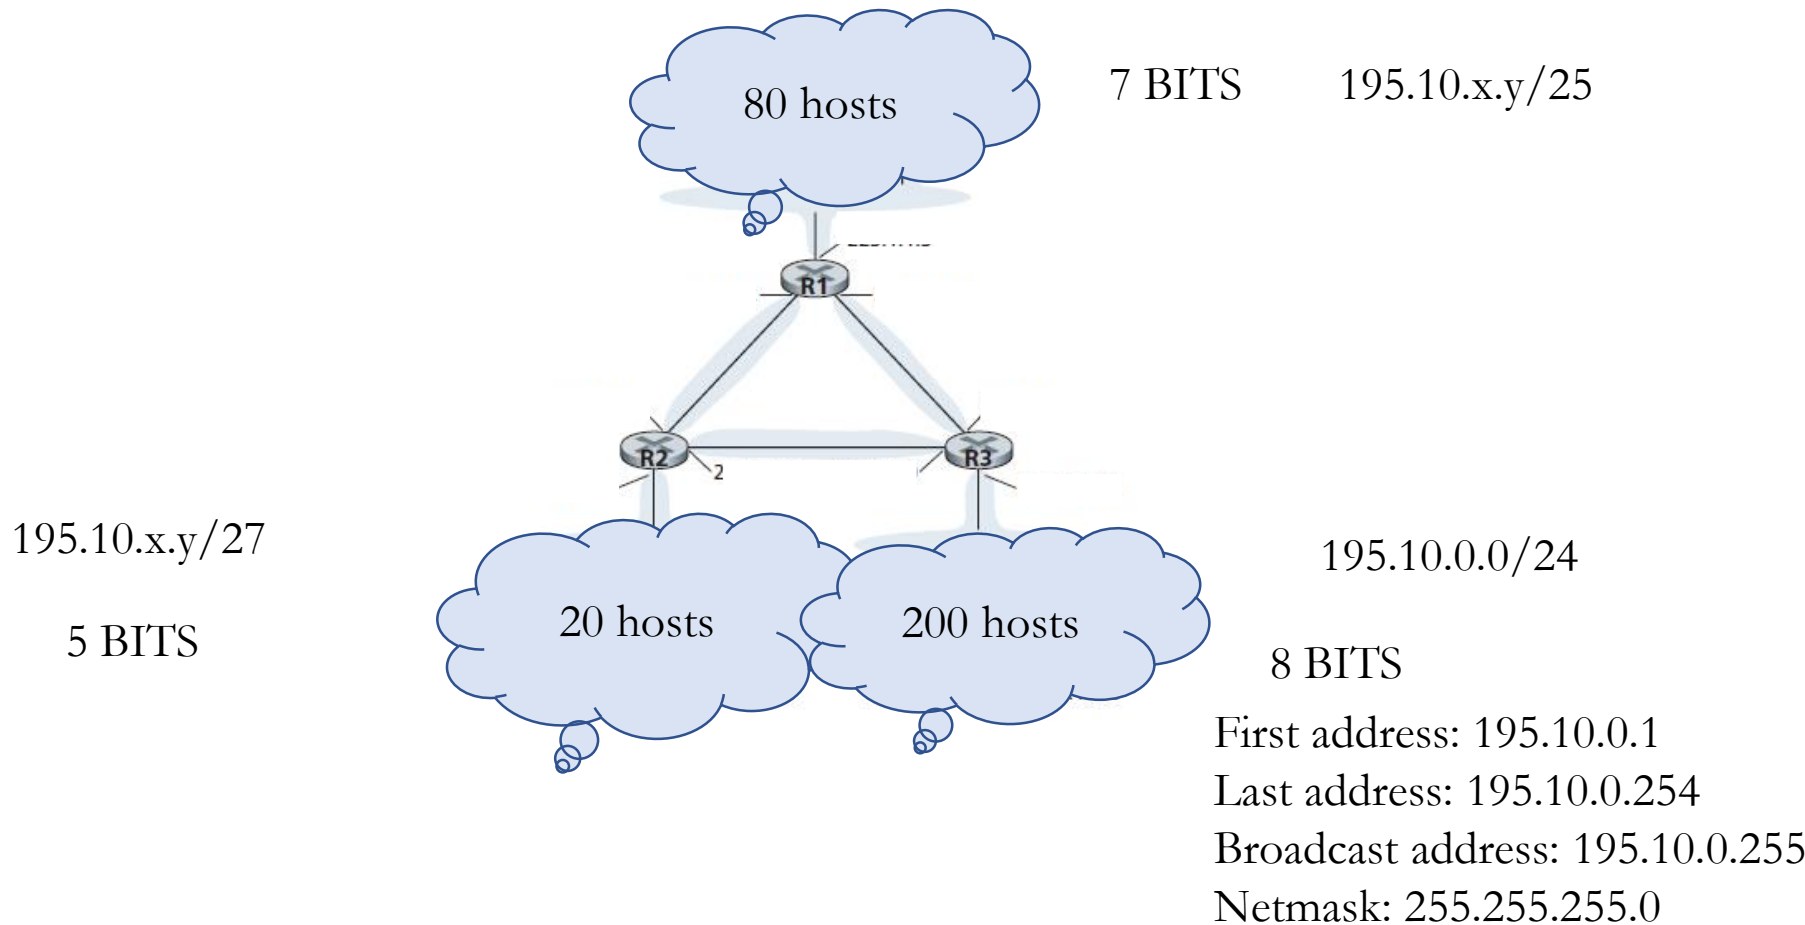 80 hosts
7 BITS
195.10.x.y/25
R1
R2
2
R3
195.10.x.y/27
5 BITS
20 hosts
200 hosts
195.10.0.0/24
8 BITS
First address: 195.10.0.1
Last address: 195.10.0.254
Broadcast address: 195.10.0.255
Netmask: 255.255.255.0